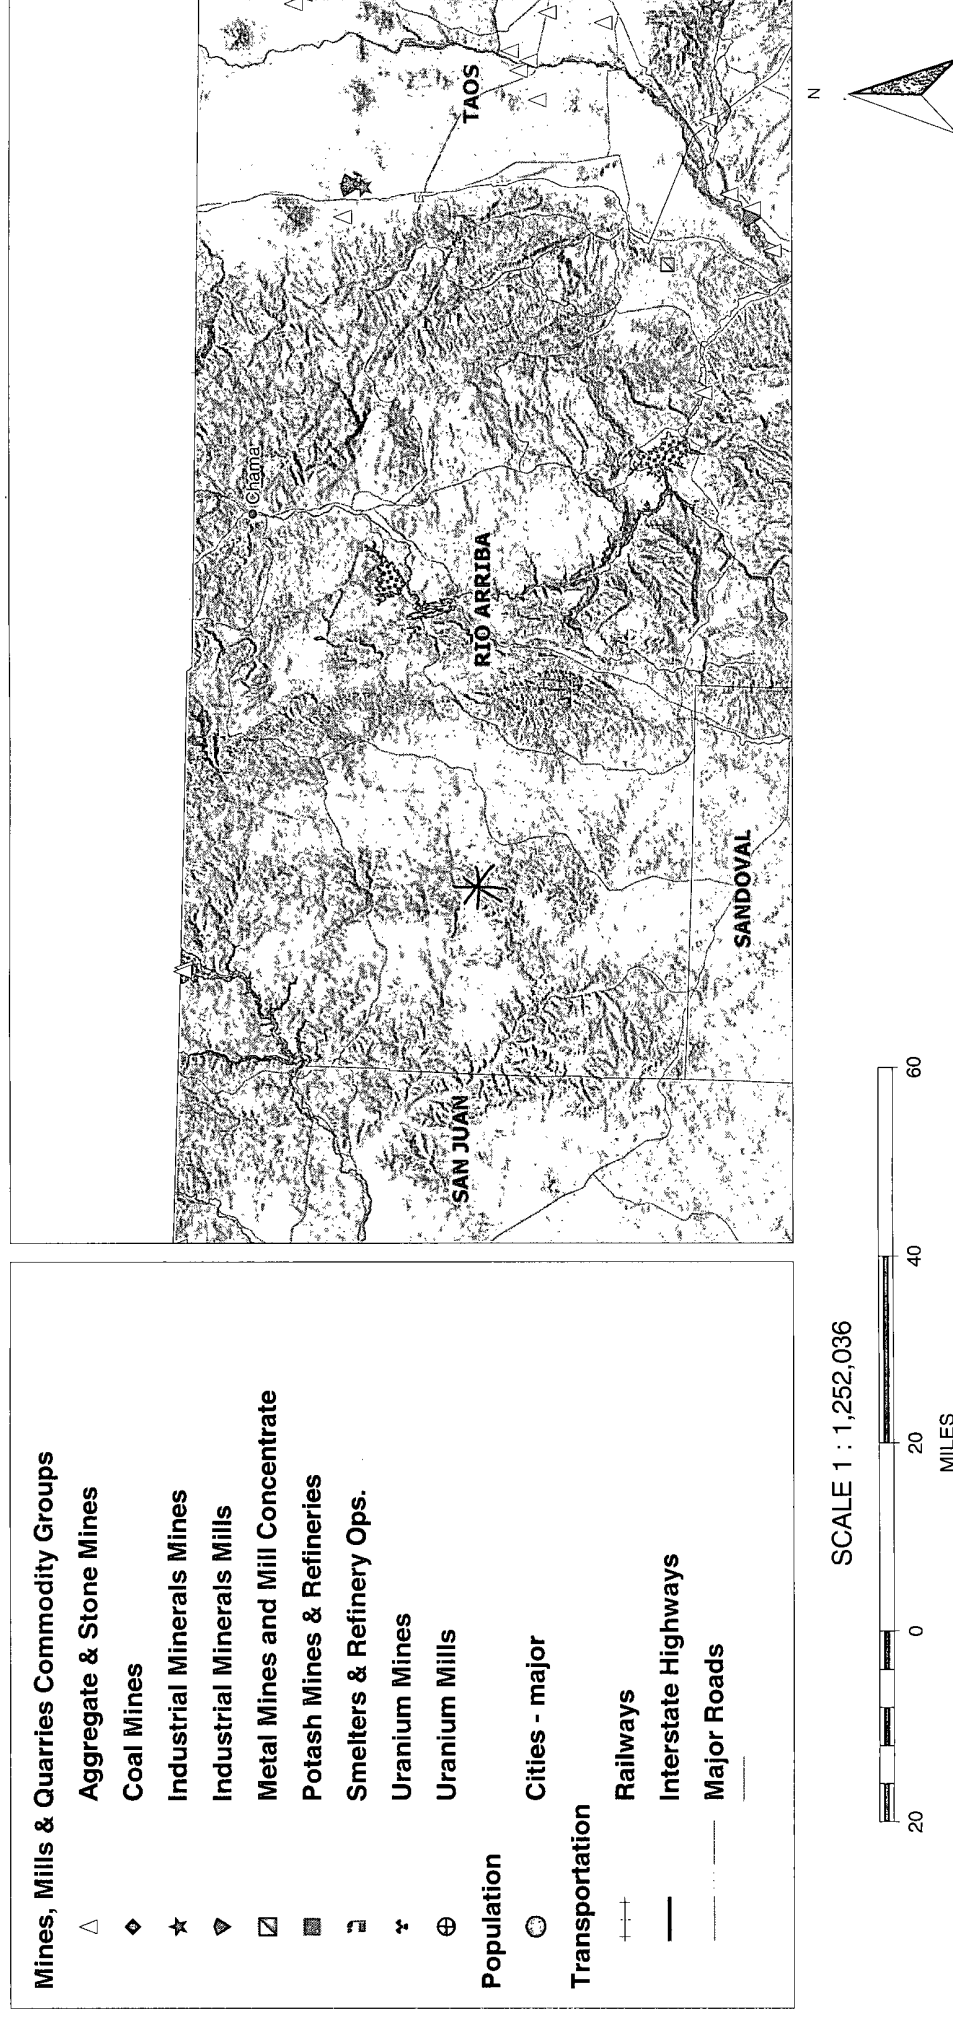 Mines, Mills & Quarries Commodity Groups
Aggregate & Stone Mines
Coal Mines
Industrial Minerals Mines
Industrial Minerals Mills
Metal Mines and Mill Concentrate
Potash Mines & Refineries
Smelters & Refinery Ops.
Uranium Mines
Uranium Mills
Population
Cities - major
Transportation
Railways
Interstate Highways
Major Roads
Chama
TAOS
RIO ARRIBA
SAN JUAN
SANDOVAL
N
SCALE 1 : 1,252,036
20 0 20 40 60
MILES